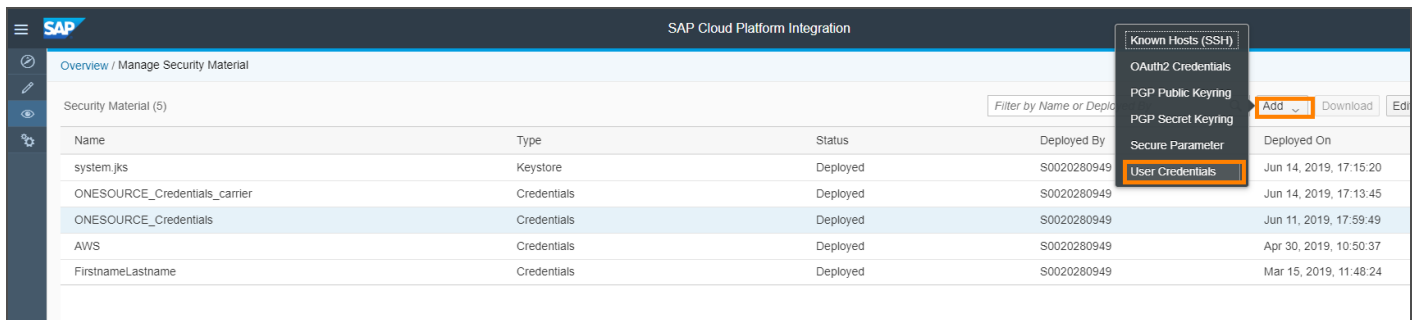 SAP
SAP Cloud Platform Integration
Overview / Manage Security Material
Known Hosts (SSH)
OAuth2 Credentials
PGP Public Keyring
PGP Secret Keyring
Secure Parameter
User Credentials
Security Material (5)
Filter by Name or Deplo
Add
Download
Edi
Name Type Status Deployed By Deployed On
system.jks Keystore Deployed S0020280949 Jun 14, 2019, 17:15:20
ONESOURCE_Credentials_carrier Credentials Deployed S0020280949 Jun 14, 2019, 17:13:45
ONESOURCE_Credentials Credentials Deployed S0020280949 Jun 11, 2019, 17:59:49
AWS Credentials Deployed S0020280949 Apr 30, 2019, 10:50:37
FirstnameLastname Credentials Deployed S0020280949 Mar 15, 2019, 11:48:24